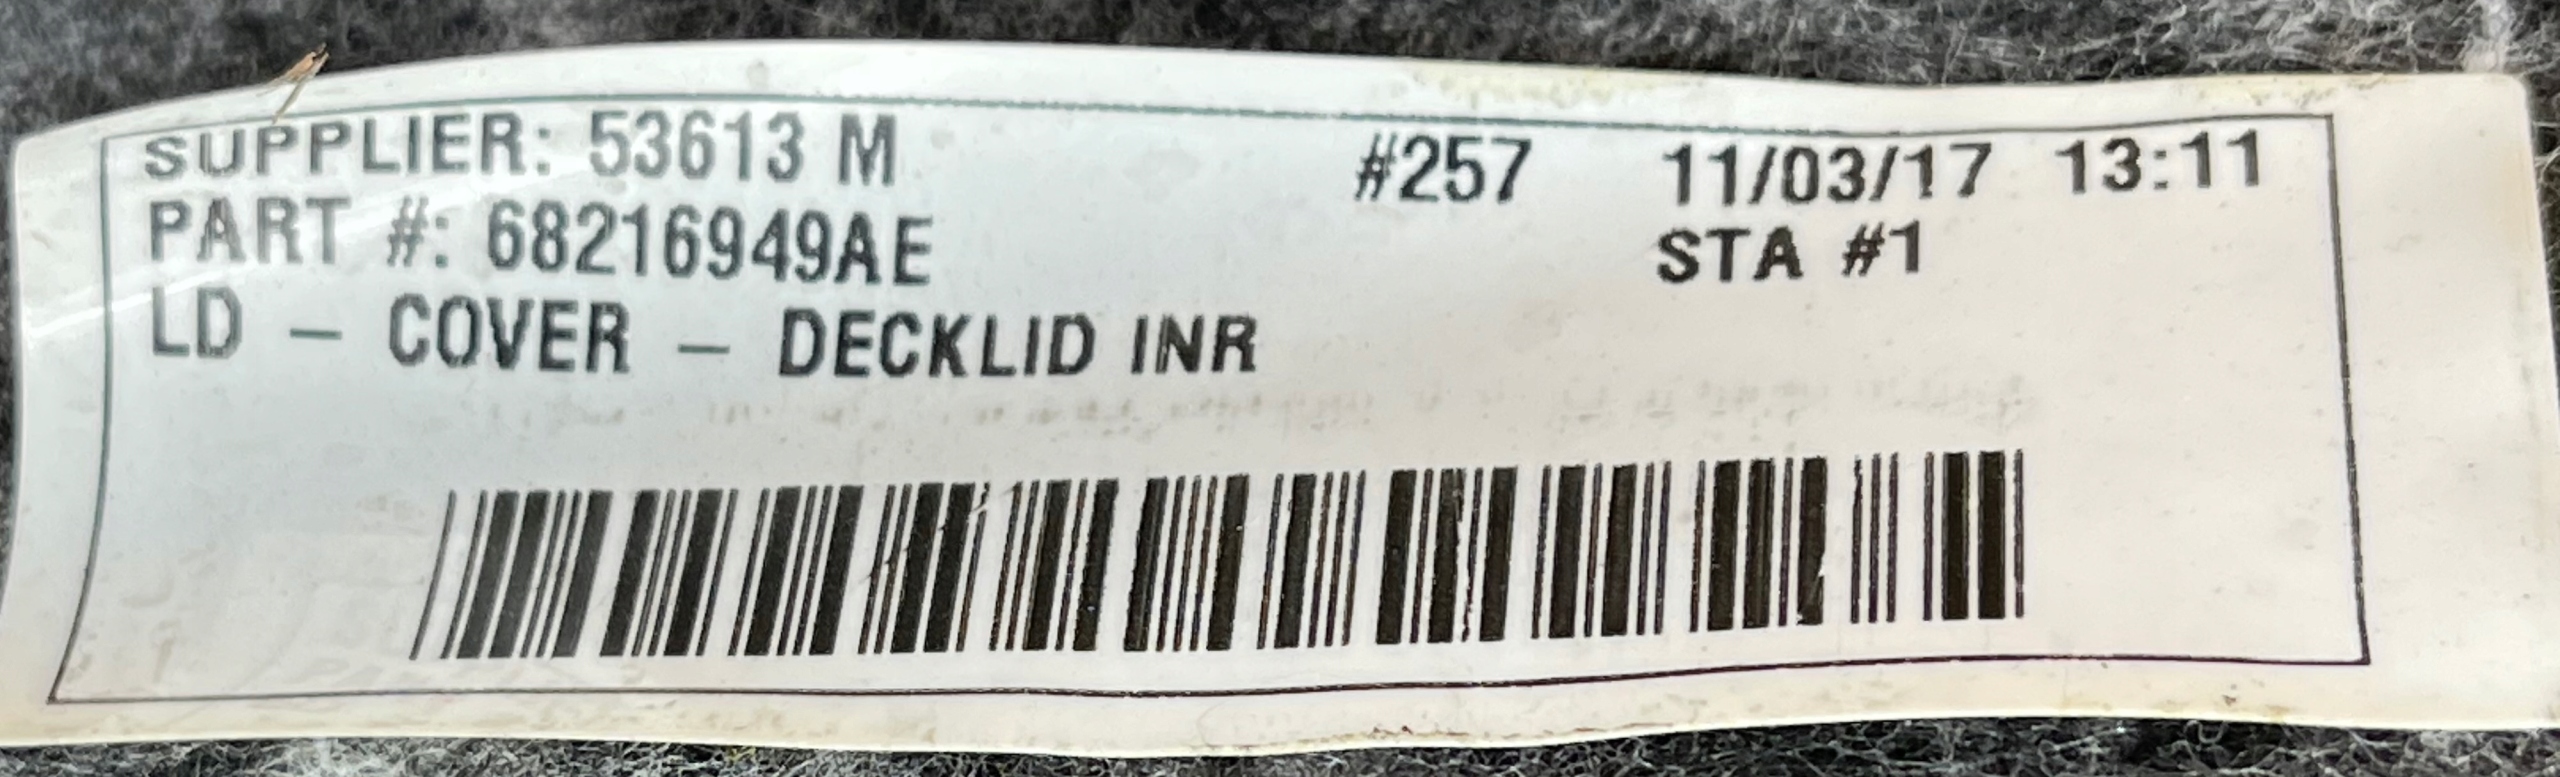 SUPPLIER: 53613 M #257 11/03/17 13:11
PART #: 68216949AE STA #1
LD – COVER – DECKLID INR